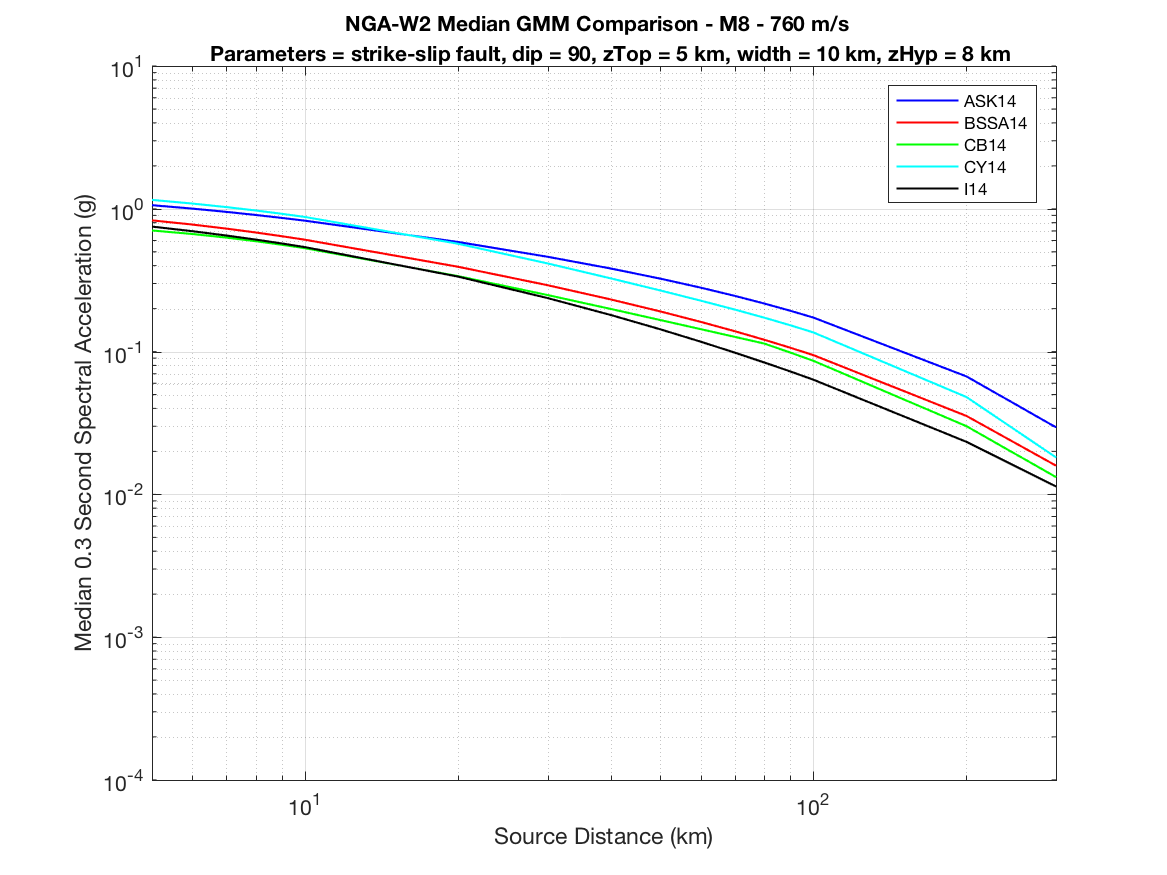 NGA-W2 Median GMM Comparison - M8 - 760 m/s
Parameters = strike-slip fault, dip = 90, zTop = 5 km, width = 10 km, zHyp = 8 km
10^1
10^0
10^-1
10^-2
10^-3
10^-4
Median 0.3 Second Spectral Acceleration (g)
ASK14
BSSA14
CB14
CY14
I14
10^1
10^2
Source Distance (km)